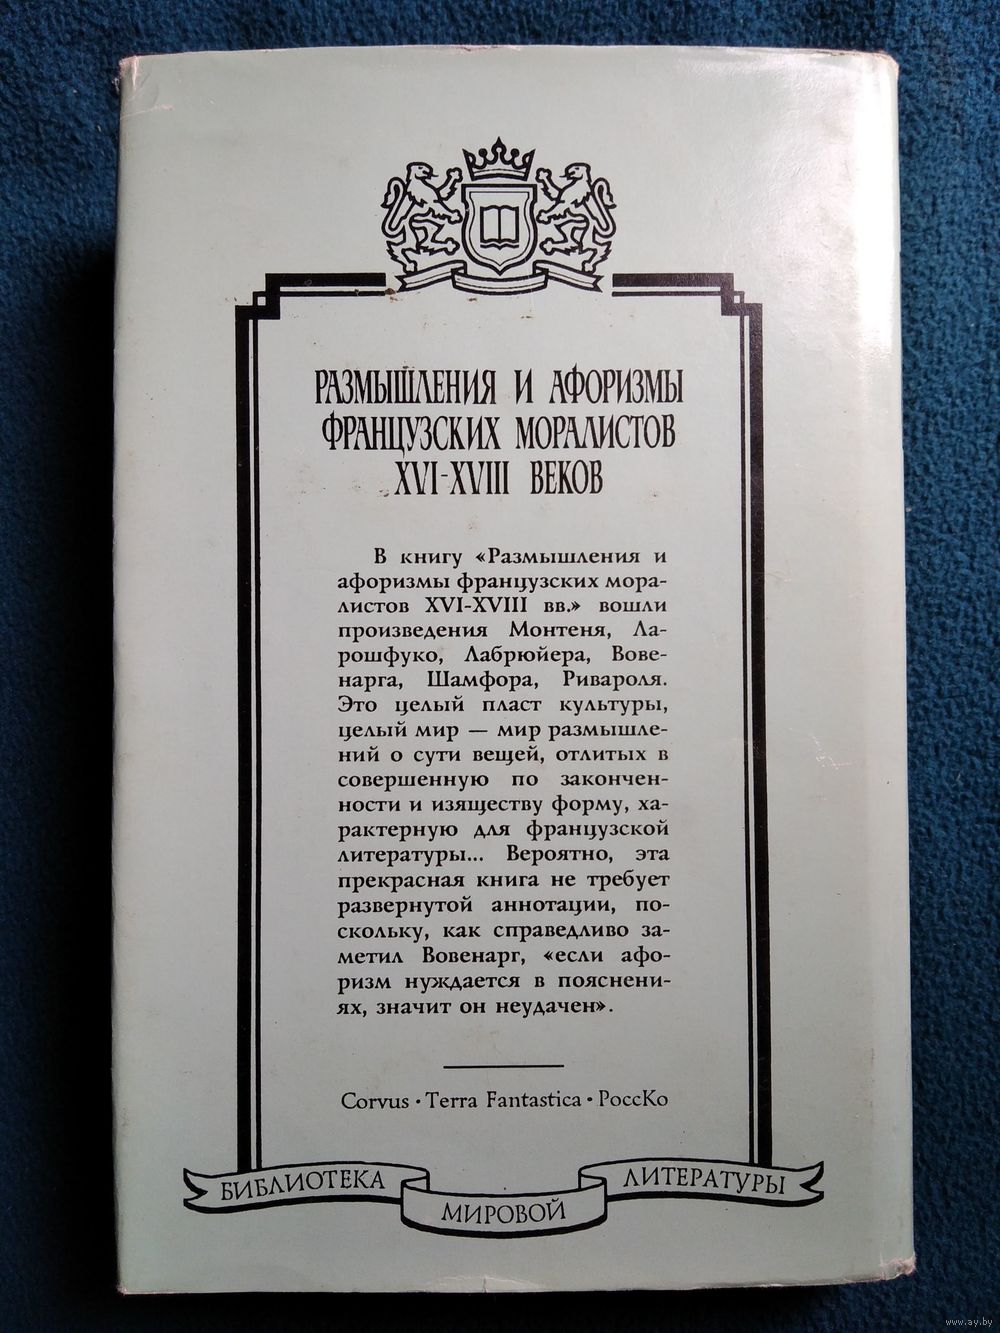 РАЗМЫШЛЕНИЯ И АФОРИЗМЫ
ФРАНЦУЗСКИХ МОРАЛИСТОВ
XVI-XVIII ВЕКОВ
В книгу «Размышления и
афоризмы французских мора-
листов XVI-XVIII вв.» вошли
произведения Монтеня, Ла-
рошфуко, Лабрюйера, Вове-
нарга, Шамфора, Ривароля.
Это целый пласт культуры,
целый мир — мир размышле-
ний о сути вещей, отлитых в
совершенную по закончен-
ности и изяществу форму, ха-
рактерную для французской
литературы... Вероятно, эта
прекрасная книга не требует
развернутой аннотации, по-
скольку, как справедливо за-
метил Вовенарг, «если афо-
ризм нуждается в пояснени-
ях, значит он неудачен».
Corvus • Terra Fantastica • РоссКо
БИБЛИОТЕКА
МИРОВОЙ
ЛИТЕРАТУРЫ
www.ay.by